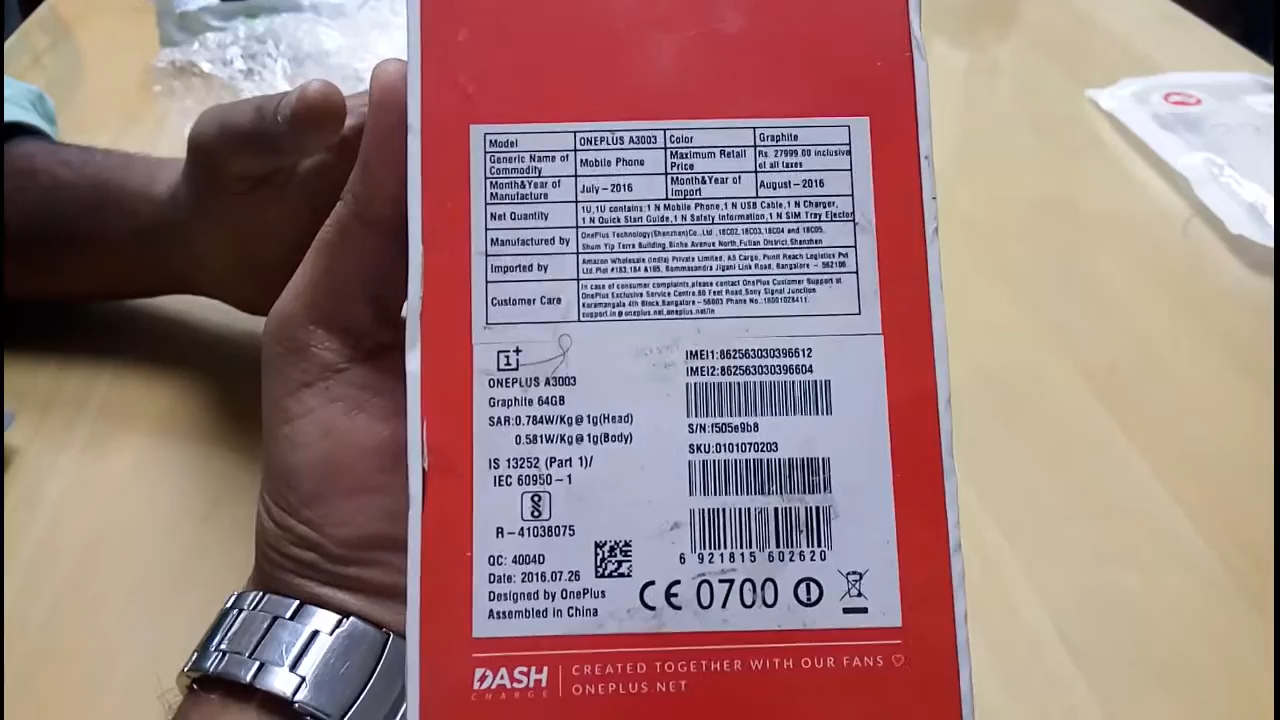 Model ONEPLUS A3003 Color Graphite
Generic Name of Commodity Mobile Phone Maximum Retail Price Rs. 27999.00 inclusive of all taxes
Month&Year of Manufacture July-2016 Month&Year of Import August-2016
Net Quantity 1U,1U contains:1 N Mobile Phone,1 N USB Cable,1 N Charger,
1 N Quick Start Guide,1 N Safety Information,1 N SIM Tray Ejector
Manufactured by OnePlus Technology(Shenzhen)Co.,Ltd ,18C02,18C03,18C04 and 18C05,
Shum Yip Terra Building,Binhe Avenue North,Futian District,Shenzhen
Imported by Amazon Wholesale (India) Private Limited, AS Cargo, Punit Reach Logistics Pvt
Ltd.Plot #183,184 &185, Bommasandra Jigani Link Road, Bangalore - 562106
Customer Care In case of consumer complaints,please contact OnePlus Customer Support at
OnePlus Exclusive Service Centre,80 Feet Road,Sony Signal Junction
Koramangala 4th Block,Bangalore-56003 Phone No.:18001028411.
support.in@oneplus.net,oneplus.net/in
1+
ONEPLUS A3003
Graphite 64GB
SAR:0.784W/Kg@1g(Head)
0.581W/Kg@1g(Body)
IS 13252 (Part 1)/
IEC 60950-1
R-41038075
QC: 4004D
Date: 2016.07.26
Designed by OnePlus
Assembled in China
IMEI1:862563030396612
IMEI2:862563030396604
S/N:f505e9b8
SKU:0101070203
6 921815 602620
CE 0700
DASH
CHARGE
CREATED TOGETHER WITH OUR FANS ♡
ONEPLUS.NET